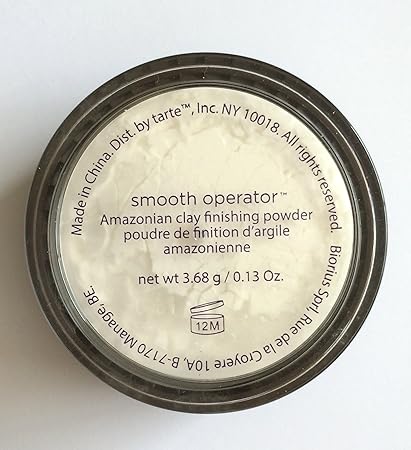 Made in China. Dist. by tarte™, Inc. NY 10018. All rights reserved.
smooth operator™
Amazonian clay finishing powder
poudre de finition d'argile
amazonienne
net wt 3.68 g / 0.13 Oz.
12M
Biorius Sprl. Rue de la Croyere 10A, B-7170 Manage, BE.